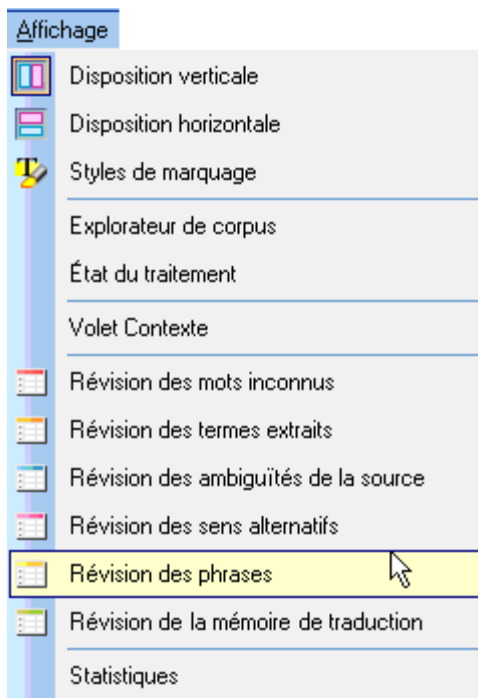 Affichage
Disposition verticale
Disposition horizontale
Styles de marquage
Explorateur de corpus
État du traitement
Volet Contexte
Révision des mots inconnus
Révision des termes extraits
Révision des ambiguïtés de la source
Révision des sens alternatifs
Révision des phrases
Révision de la mémoire de traduction
Statistiques